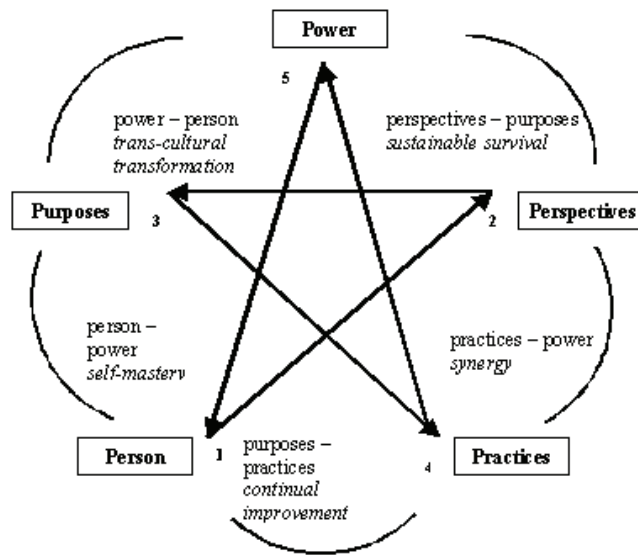 Power
5
power – person
trans-cultural
transformation
perspectives – purposes
sustainable survival
Purposes
3
2
Perspectives
person –
power
self-mastery
practices – power
synergy
Person
1
purposes –
practices
continual
improvement
4
Practices